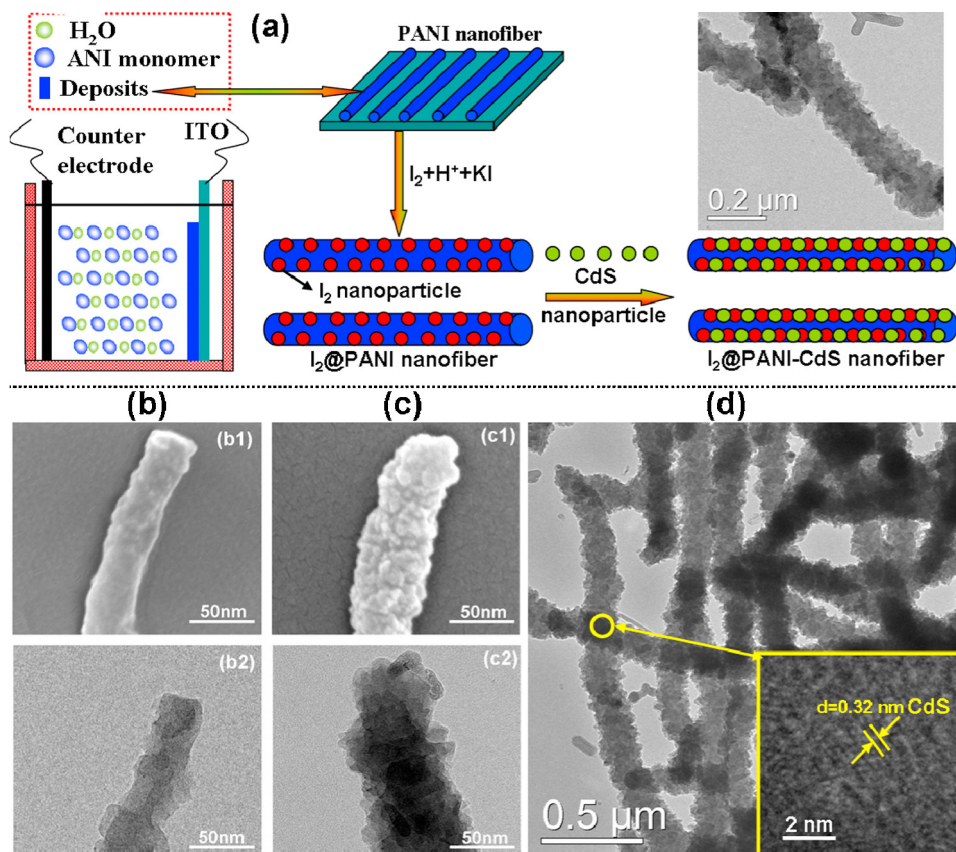 H₂O
ANI monomer
Deposits
(a)
PANI nanofiber
Counter
electrode
ITO
I₂+H⁺+KI
0.2 µm
I₂ nanoparticle
CdS
nanoparticle
I₂@PANI nanofiber
I₂@PANI-CdS nanofiber
(b)
(c)
(d)
(b1)
50nm
(c1)
50nm
(b2)
50nm
(c2)
50nm
d=0.32 nm CdS
0.5 µm
2 nm